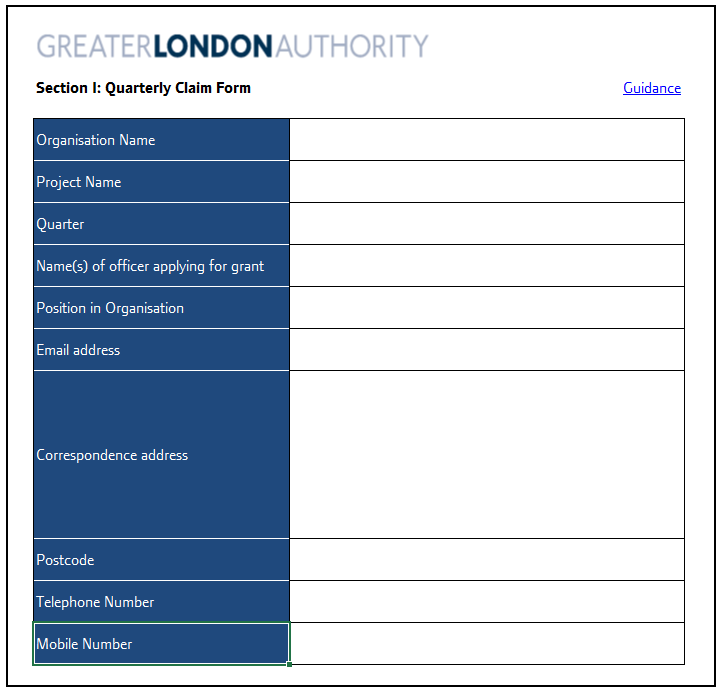 GREATERLONDONAUTHORITY
Section I: Quarterly Claim Form
Guidance
Organisation Name
Project Name
Quarter
Name(s) of officer applying for grant
Position in Organisation
Email address
Correspondence address
Postcode
Telephone Number
Mobile Number